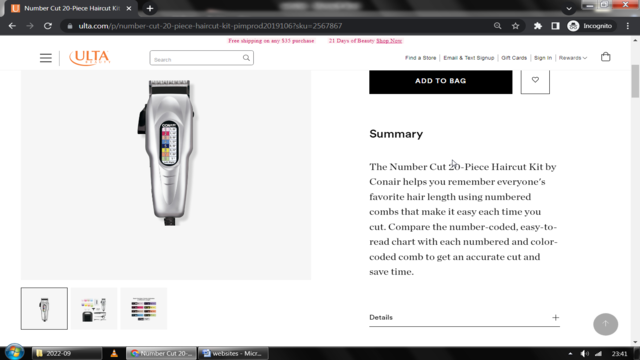 Number Cut 20-Piece Haircut Kit
Incognito
ulta.com/p/number-cut-20-piece-haircut-kit-pimprod2019106?sku=2567867
Free shipping on any $35 purchase 21 Days of Beauty Shop Now
ULTA
BEAUTY
Search
Find a Store
Email & Text Signup
Gift Cards
Sign In
Rewards
ADD TO BAG
CONAIR
Summary
The Number Cut 20-Piece Haircut Kit by
Conair helps you remember everyone's
favorite hair length using numbered
combs that make it easy each time you
cut. Compare the number-coded, easy-to-
read chart with each numbered and color-
coded comb to get an accurate cut and
save time.
Details
2022-09
Number Cut 20-...
websites - Micr...
23:41